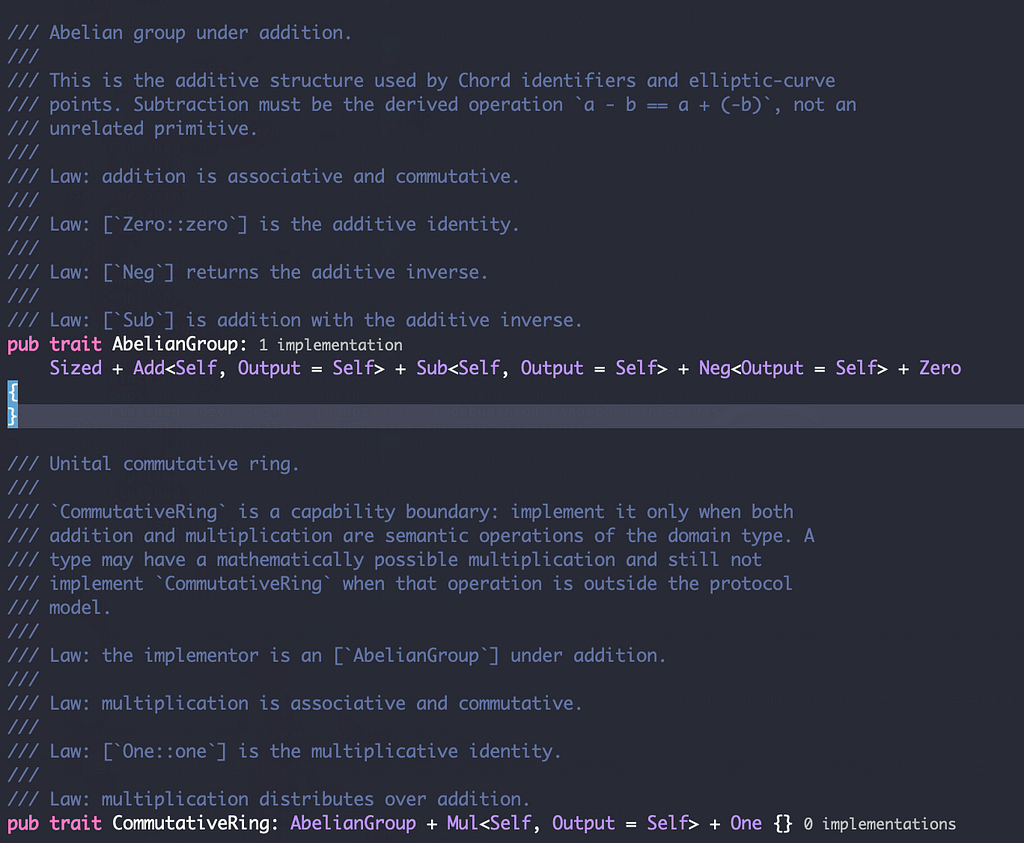 /// Abelian group under addition.
///
/// This is the additive structure used by Chord identifiers and elliptic-curve
/// points. Subtraction must be the derived operation `a - b == a + (-b)`, not an
/// unrelated primitive.
///
/// Law: addition is associative and commutative.
///
/// Law: [`Zero::zero`] is the additive identity.
///
/// Law: [`Neg`] returns the additive inverse.
///
/// Law: [`Sub`] is addition with the additive inverse.
pub trait AbelianGroup: 1 implementation
    Sized + Add<Self, Output = Self> + Sub<Self, Output = Self> + Neg<Output = Self> + Zero
{
}
/// Unital commutative ring.
///
/// `CommutativeRing` is a capability boundary: implement it only when both
/// addition and multiplication are semantic operations of the domain type. A
/// type may have a mathematically possible multiplication and still not
/// implement `CommutativeRing` when that operation is outside the protocol
/// model.
///
/// Law: the implementor is an [`AbelianGroup`] under addition.
///
/// Law: multiplication is associative and commutative.
///
/// Law: [`One::one`] is the multiplicative identity.
///
/// Law: multiplication distributes over addition.
pub trait CommutativeRing: AbelianGroup + Mul<Self, Output = Self> + One {} 0 implementations